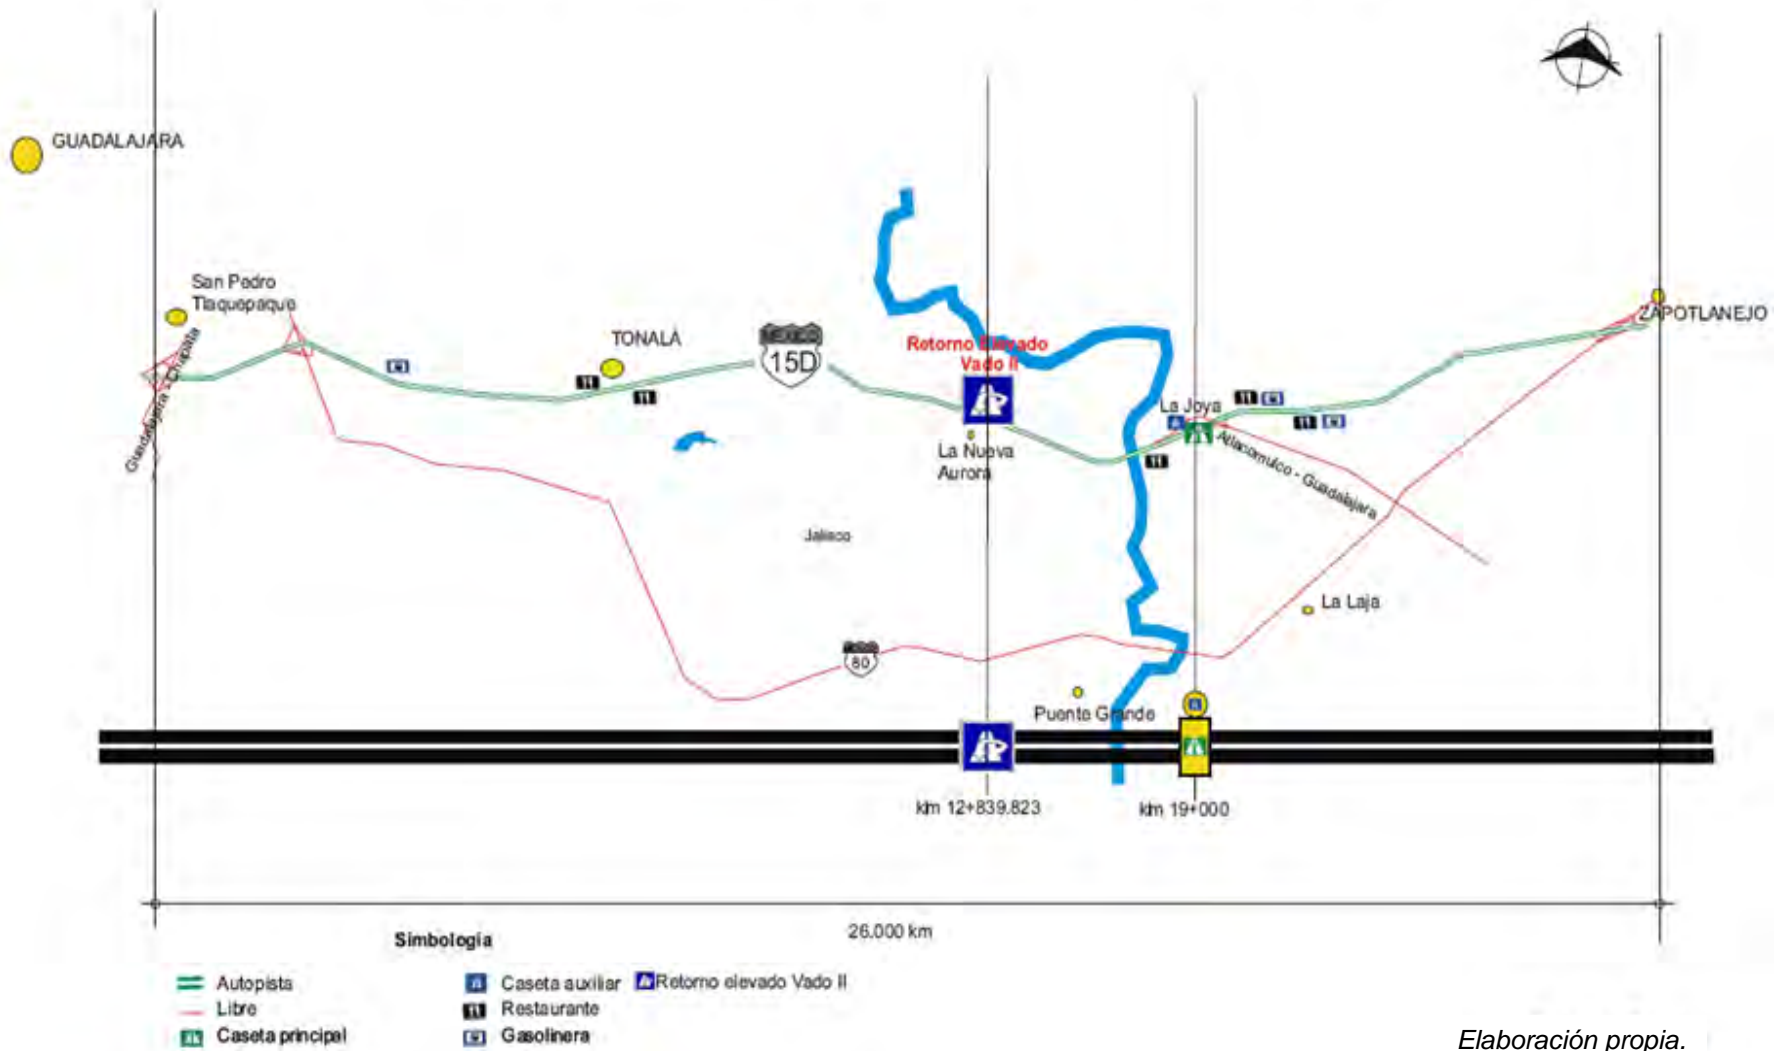 GUADALAJARA
San Pedro
Tlaquepaque
Guadalajara - Chapala
TONALÁ
MEXICO
15D
Retorno Elevado
Vado II
La Joya
ZAPOTLANEJO
La Nueva
Aurora
Atlacomulco - Guadalajara
Jalisco
La Laja
80
Puente Grande
km 12+839.823
km 19+000
26.000 km
Simbología
Autopista
Libre
Caseta principal
Caseta auxiliar
Restaurante
Gasolinera
Retorno elevado Vado II
Elaboración propia.